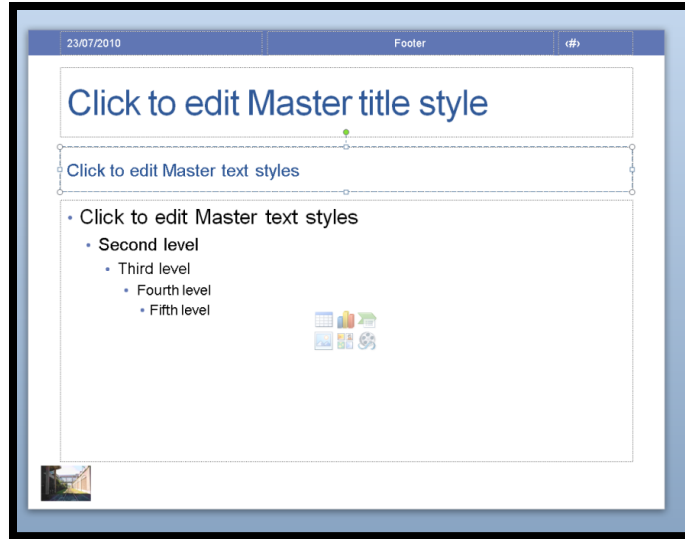 23/07/2010 Footer ‹#›
Click to edit Master title style
Click to edit Master text styles
• Click to edit Master text styles
• Second level
• Third level
• Fourth level
• Fifth level